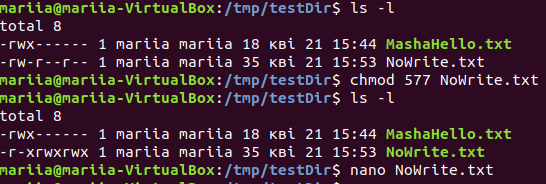 mariia@mariia-VirtualBox:/tmp/testDir$ ls -l
total 8
-rwx------ 1 mariia mariia 18 кві 21 15:44 MashaHello.txt
-rw-r--r-- 1 mariia mariia 35 кві 21 15:53 NoWrite.txt
mariia@mariia-VirtualBox:/tmp/testDir$ chmod 577 NoWrite.txt
mariia@mariia-VirtualBox:/tmp/testDir$ ls -l
total 8
-rwx------ 1 mariia mariia 18 кві 21 15:44 MashaHello.txt
-r-xrwxrwx 1 mariia mariia 35 кві 21 15:53 NoWrite.txt
mariia@mariia-VirtualBox:/tmp/testDir$ nano NoWrite.txt